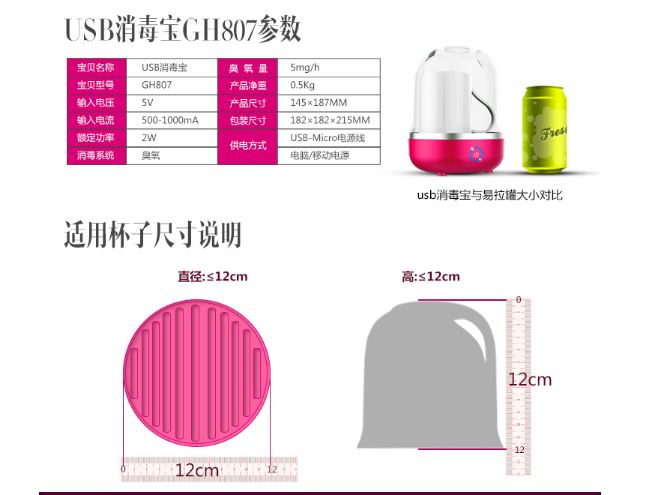 USB消毒宝GH807参数
宝贝名称 USB消毒宝 臭氧量 5mg/h
宝贝型号 GH807 产品净重 0.5Kg
输入电压 5V 产品尺寸 145×187MM
输入电流 500-1000mA 包装尺寸 182×182×215MM
额定功率 2W 供电方式 USB-Micro电源线
消毒系统 臭氧 电脑/移动电源
Fres
usb消毒宝与易拉罐大小对比
适用杯子尺寸说明
直径:≤12cm
高:≤12cm
0
12cm
12
0 12cm 12